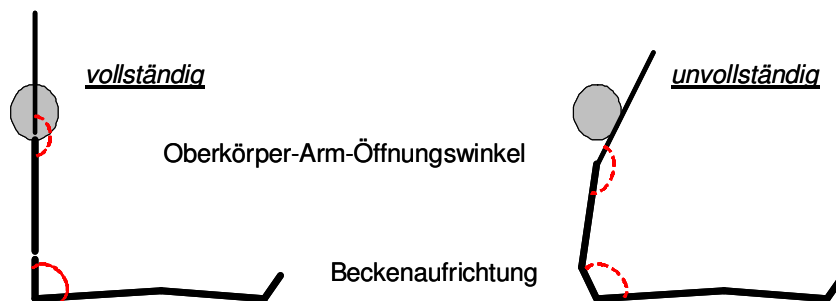 vollständig
unvollständig
Oberkörper-Arm-Öffnungswinkel
Beckenaufrichtung